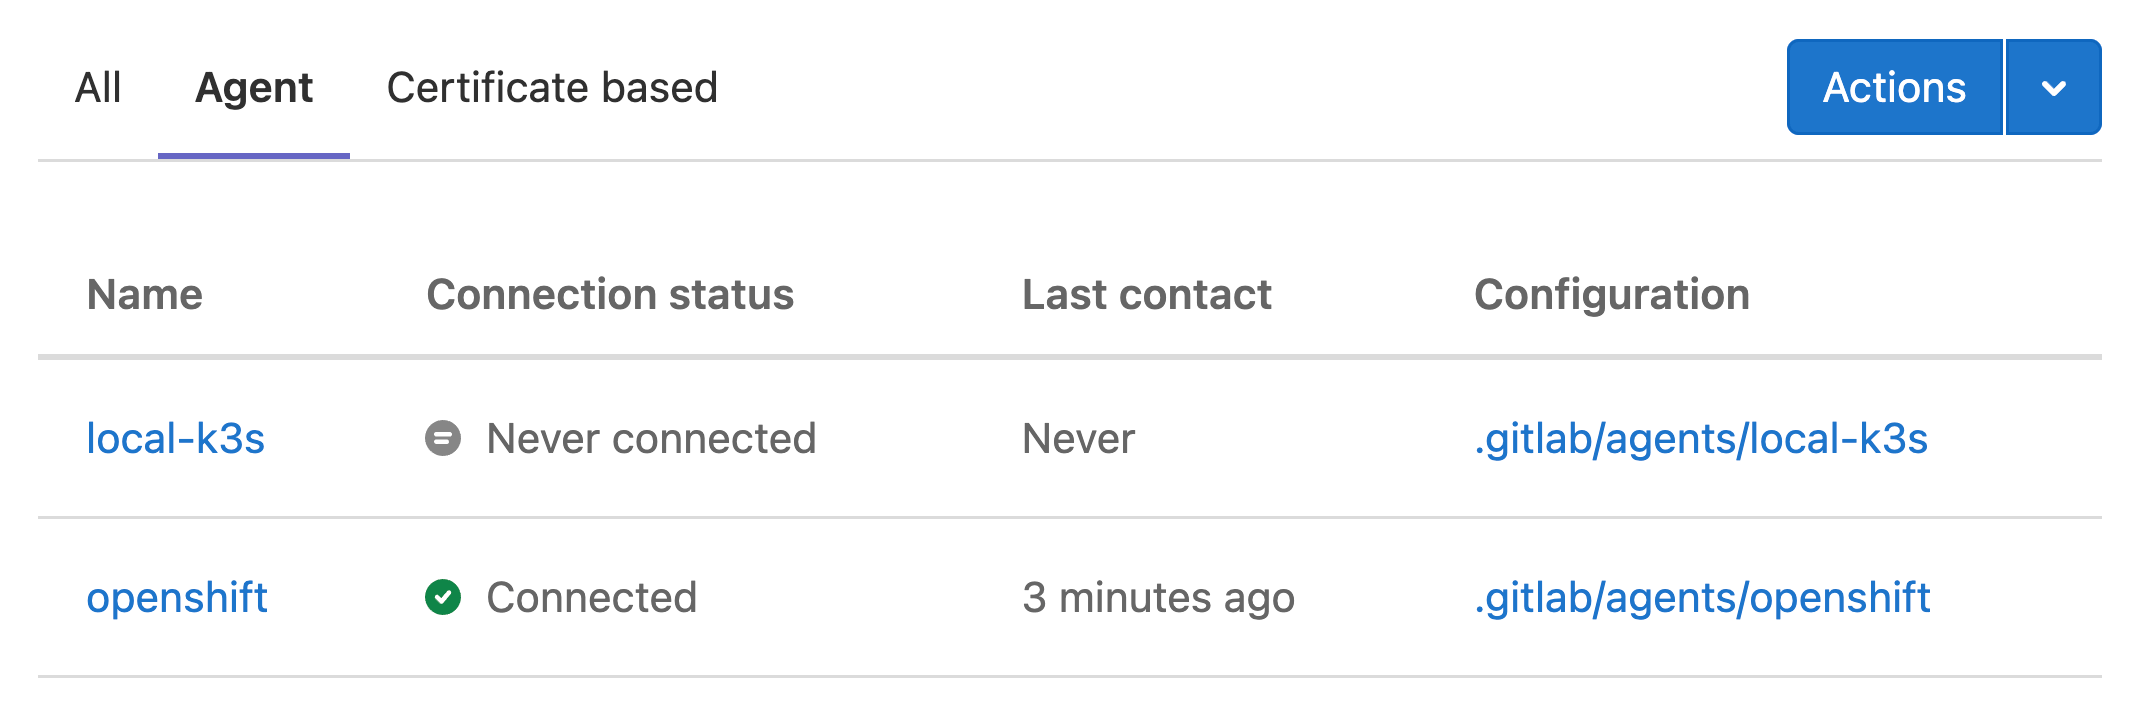 All Agent Certificate based Actions
Name Connection status Last contact Configuration
local-k3s Never connected Never .gitlab/agents/local-k3s
openshift Connected 3 minutes ago .gitlab/agents/openshift